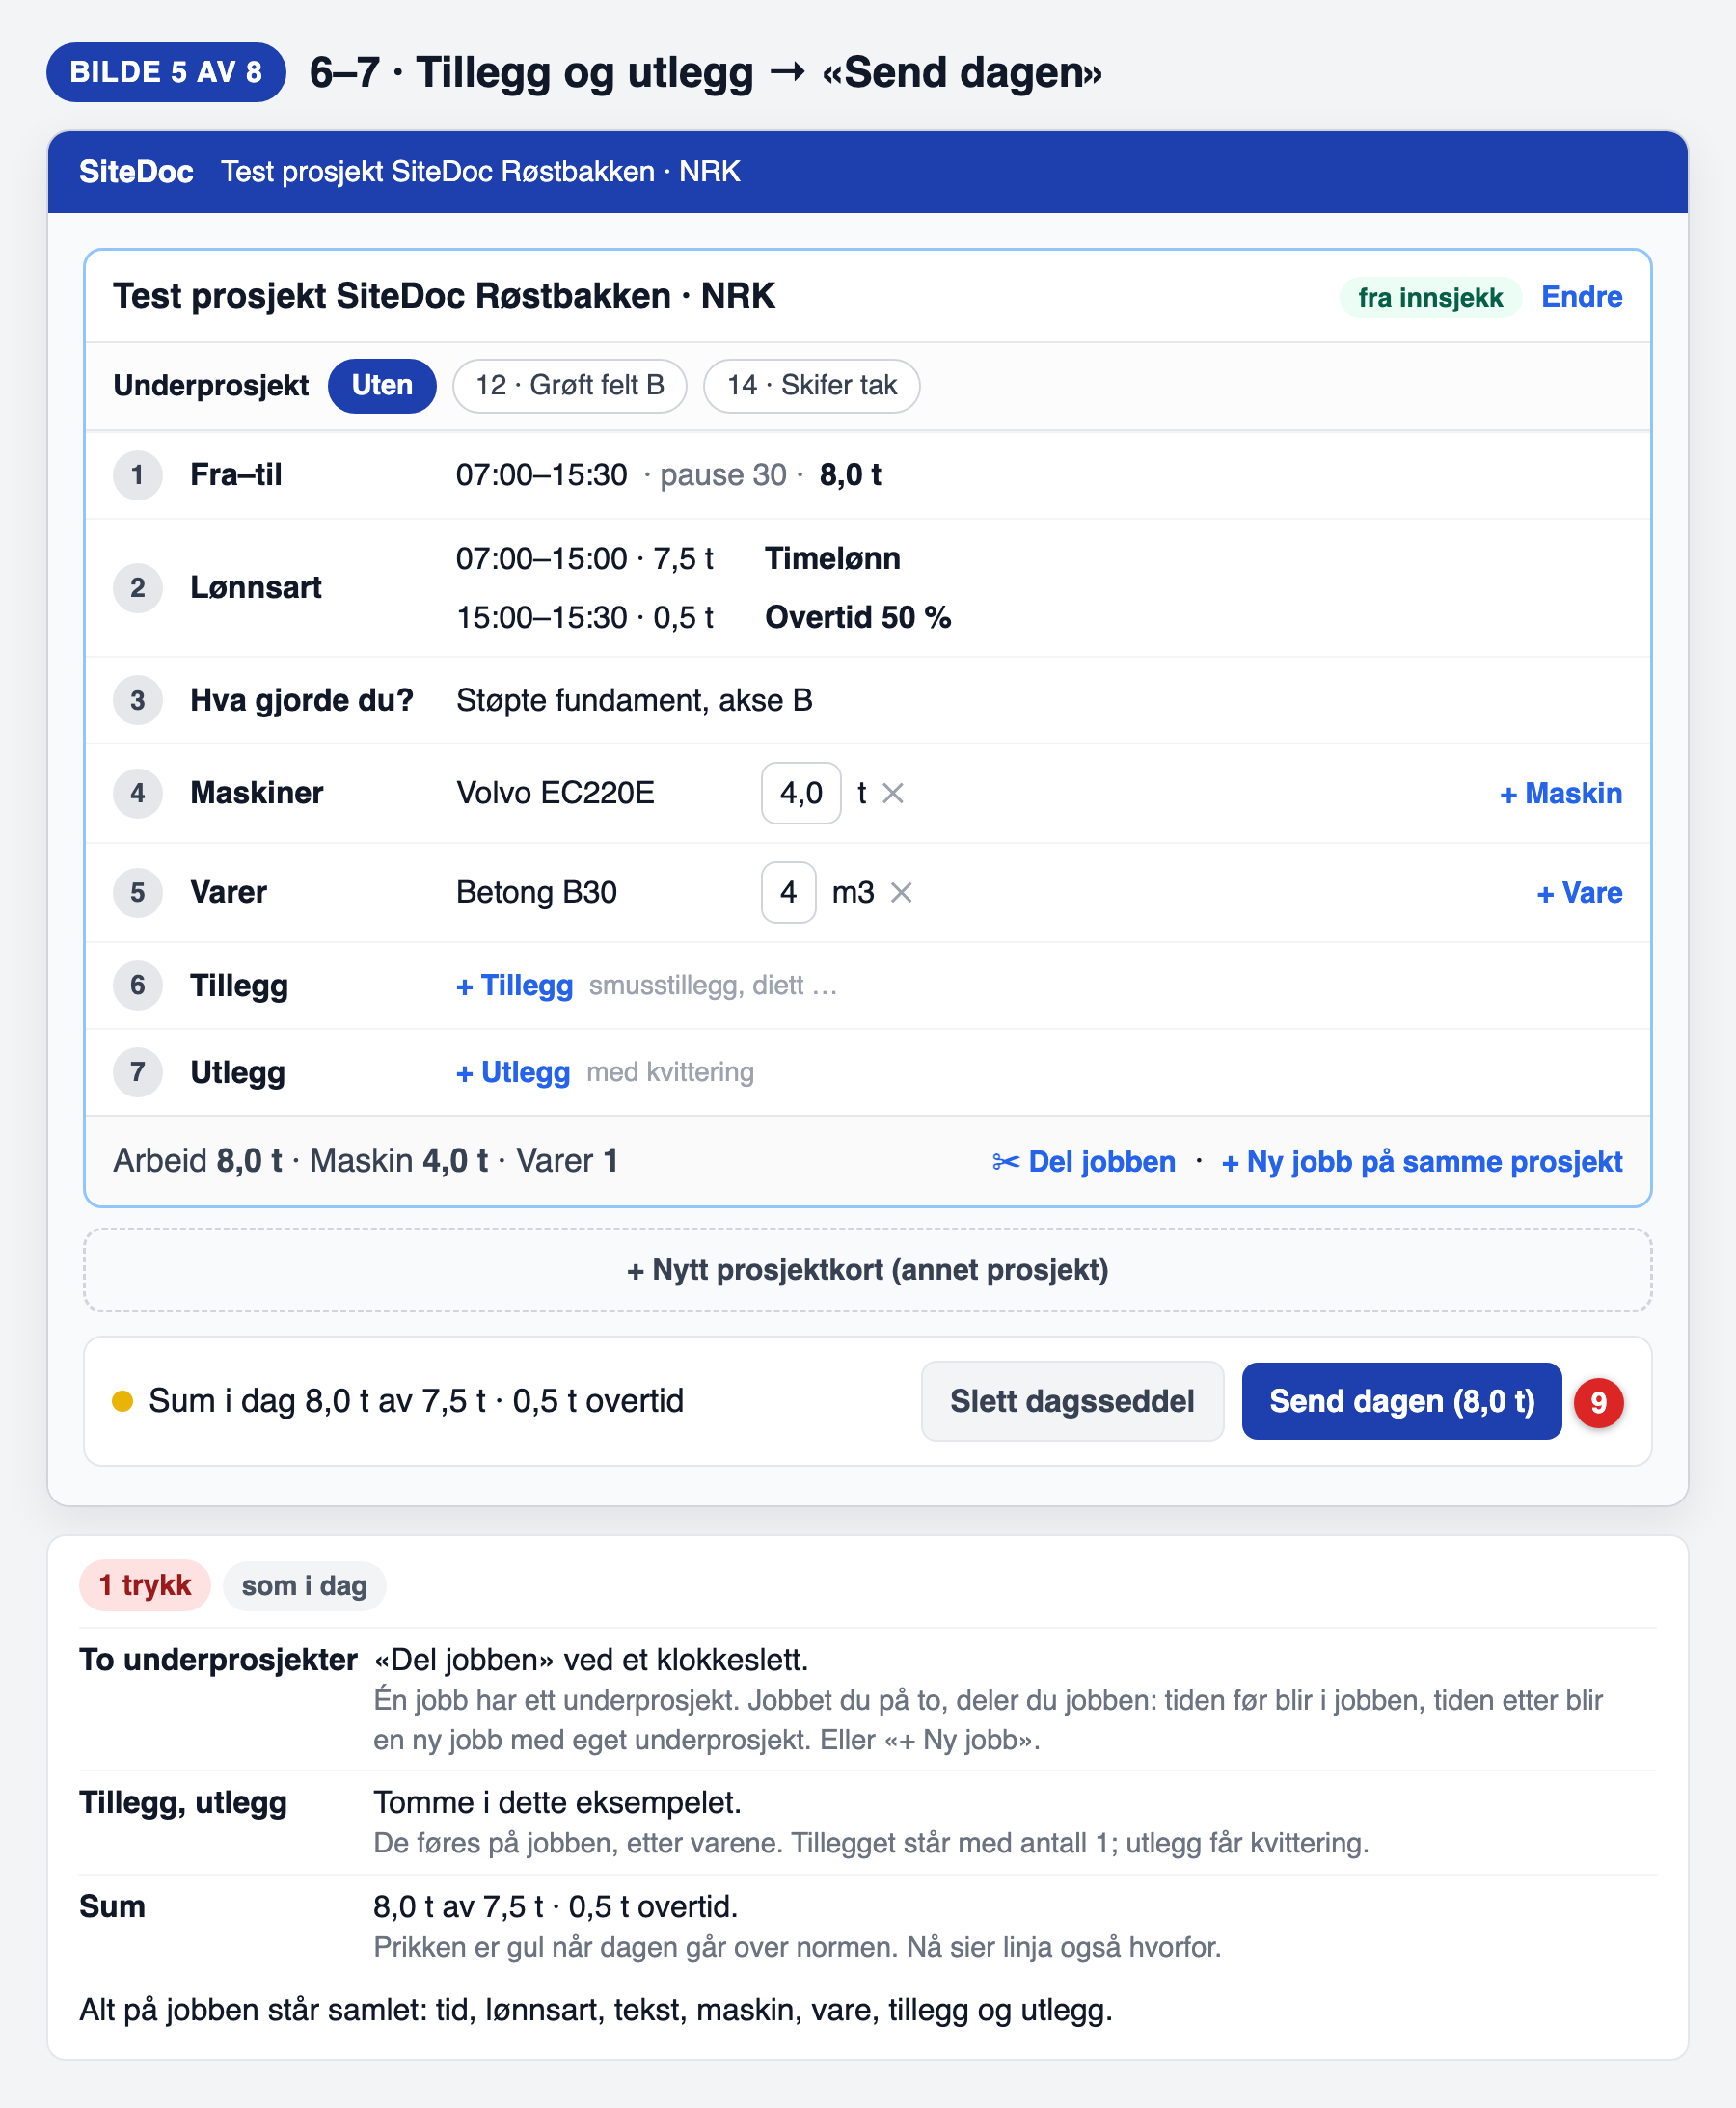 BILDE 5 AV 8 6–7 · Tillegg og utlegg → «Send dagen»
SiteDoc Test prosjekt SiteDoc Røstbakken · NRK
Test prosjekt SiteDoc Røstbakken · NRK fra innsjekk Endre
Underprosjekt Uten 12 · Grøft felt B 14 · Skifer tak
1 Fra–til 07:00–15:30 · pause 30 · 8,0 t
2 Lønnsart 07:00–15:00 · 7,5 t Timelønn
15:00–15:30 · 0,5 t Overtid 50 %
3 Hva gjorde du? Støpte fundament, akse B
4 Maskiner Volvo EC220E 4,0 t × + Maskin
5 Varer Betong B30 4 m3 × + Vare
6 Tillegg + Tillegg smusstillegg, diett …
7 Utlegg + Utlegg med kvittering
Arbeid 8,0 t · Maskin 4,0 t · Varer 1 ✂ Del jobben · + Ny jobb på samme prosjekt
+ Nytt prosjektkort (annet prosjekt)
Sum i dag 8,0 t av 7,5 t · 0,5 t overtid Slett dagsseddel Send dagen (8,0 t) 9
1 trykk som i dag
To underprosjekter «Del jobben» ved et klokkeslett.
Én jobb har ett underprosjekt. Jobbet du på to, deler du jobben: tiden før blir i jobben, tiden etter blir
en ny jobb med eget underprosjekt. Eller «+ Ny jobb».
Tillegg, utlegg Tomme i dette eksempelet.
De føres på jobben, etter varene. Tillegget står med antall 1; utlegg får kvittering.
Sum 8,0 t av 7,5 t · 0,5 t overtid.
Prikken er gul når dagen går over normen. Nå sier linja også hvorfor.
Alt på jobben står samlet: tid, lønnsart, tekst, maskin, vare, tillegg og utlegg.